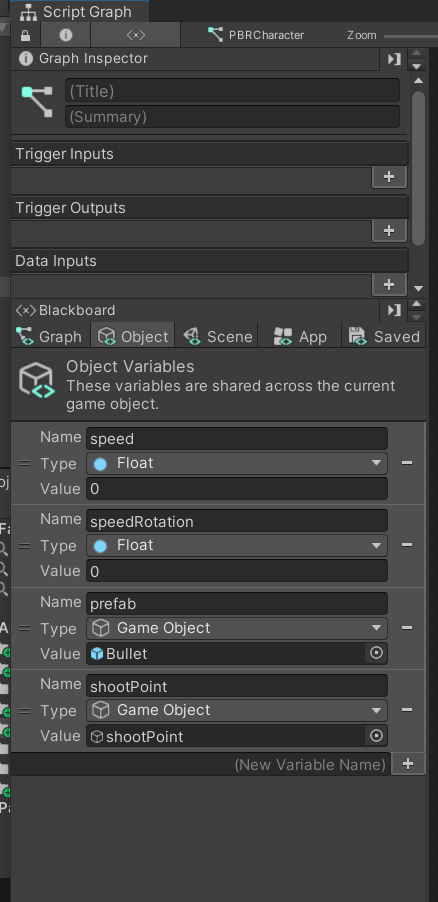 Script Graph
PBRCharacter
Zoom
Graph Inspector
(Title)
(Summary)
Trigger Inputs
Trigger Outputs
Data Inputs
Blackboard
Graph Object Scene App Saved
Object Variables
These variables are shared across the current
game object.
Name speed
Type Float
Value 0
Name speedRotation
Type Float
Value 0
Name prefab
Type Game Object
Value Bullet
Name shootPoint
Type Game Object
Value shootPoint
(New Variable Name)